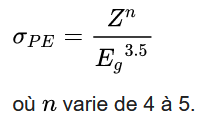 σ_PE = Z^n / E_g^3.5
où n varie de 4 à 5.